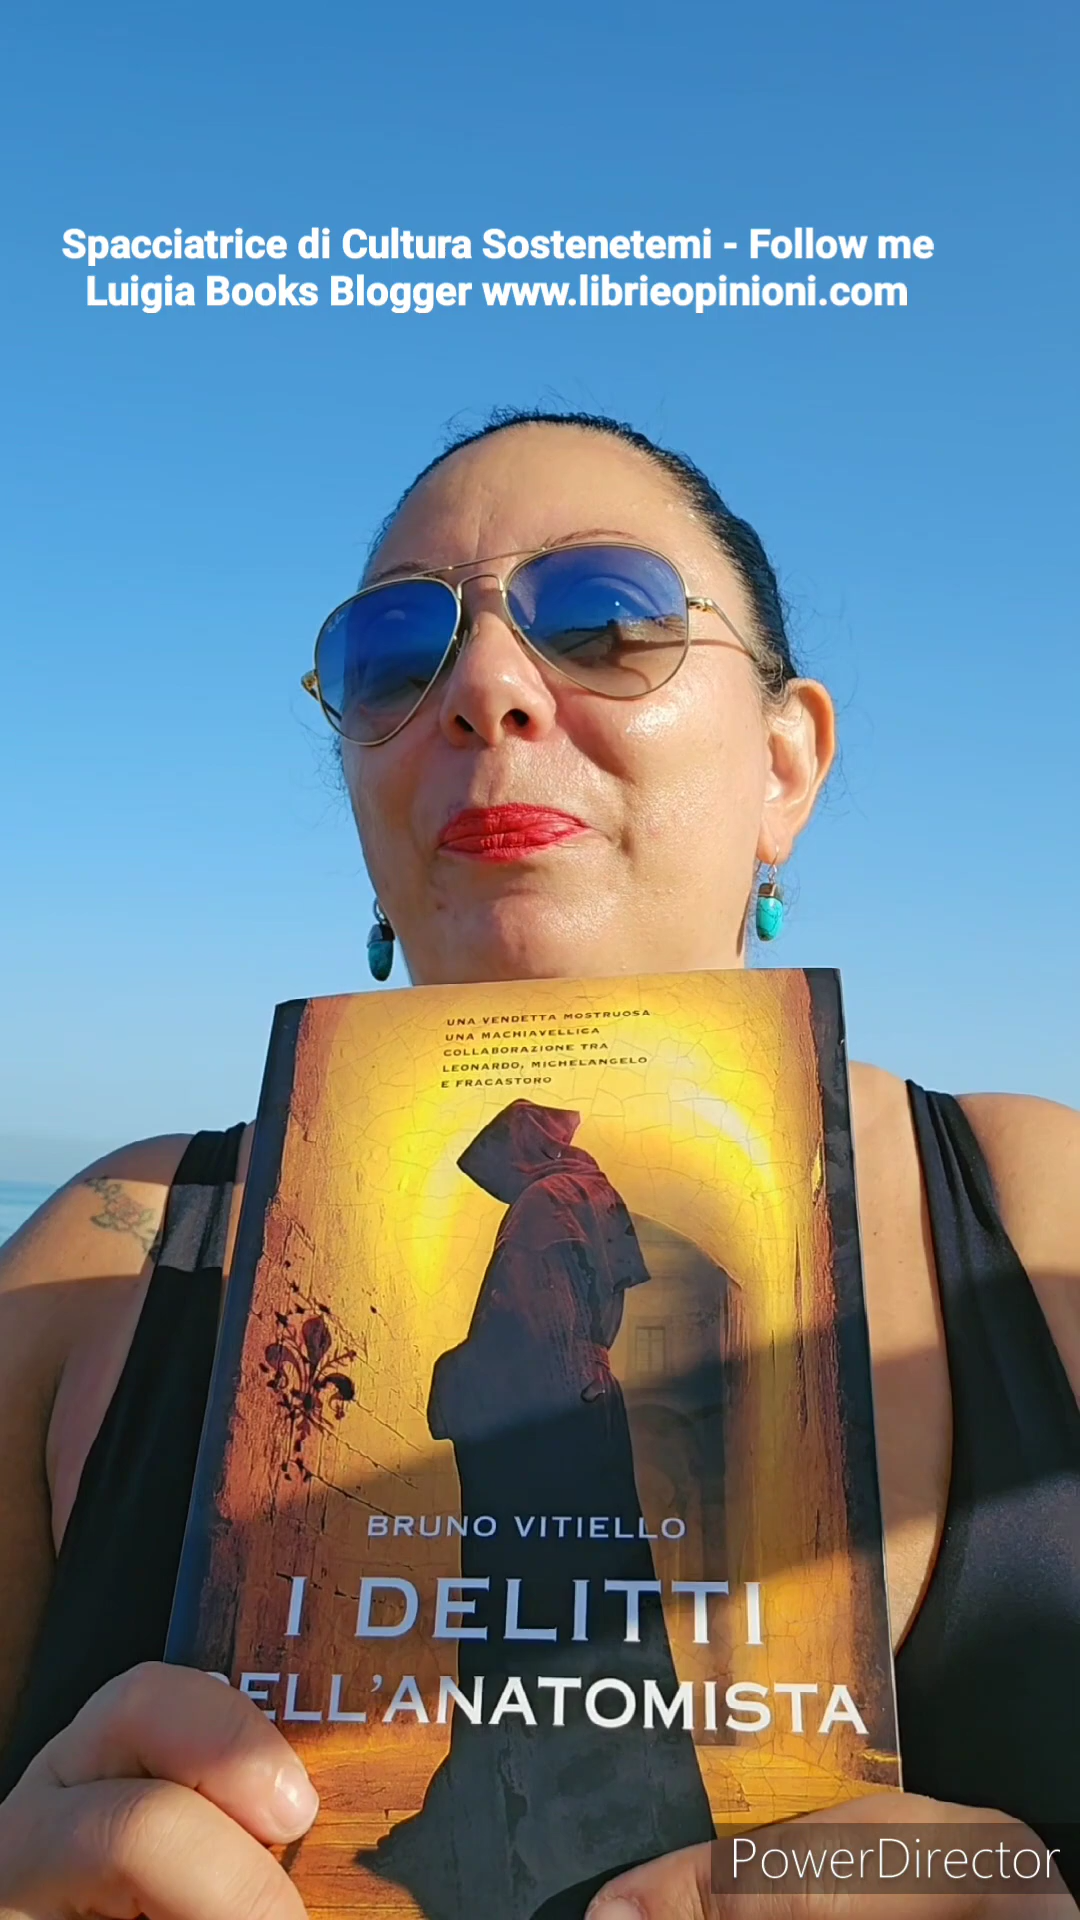 Spacciatrice di Cultura Sostenetemi - Follow me
Luigia Books Blogger www.librieopinioni.com
UNA VENDETTA MOSTRUOSA
UNA MACHIAVELLICA
COLLABORAZIONE TRA
LEONARDO, MICHELANGELO
E FRACASTORO
BRUNO VITIELLO
I DELITTI
DELL'ANATOMISTA
PowerDirector